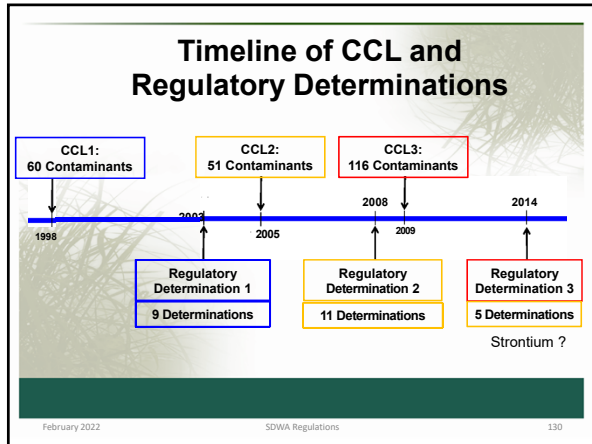 Timeline of CCL and
Regulatory Determinations
CCL1:
60 Contaminants
CCL2:
51 Contaminants
CCL3:
116 Contaminants
1998
2003
2005
2008
2009
2014
Regulatory
Determination 1
9 Determinations
Regulatory
Determination 2
11 Determinations
Regulatory
Determination 3
5 Determinations
Strontium ?
February 2022
SDWA Regulations
130